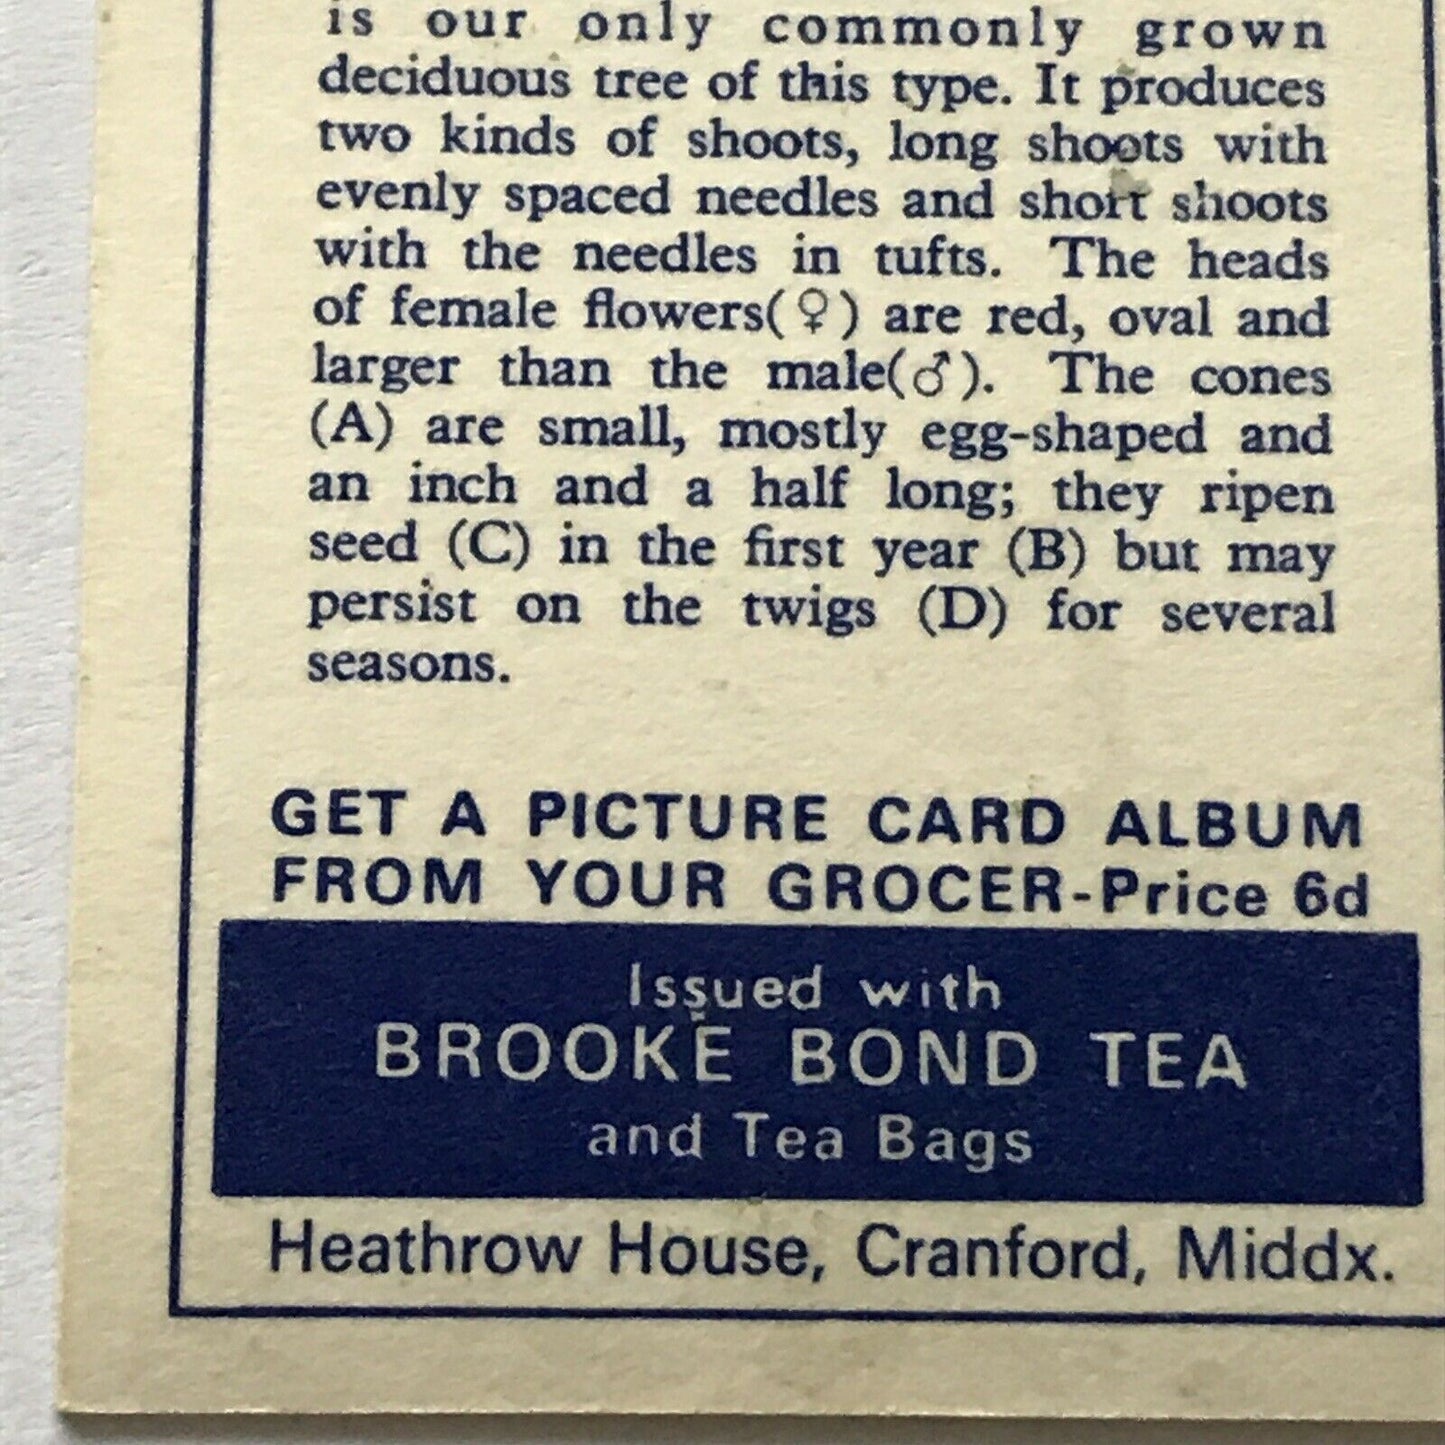 is our only commonly grown
deciduous tree of this type. It produces
two kinds of shoots, long shoots with
evenly spaced needles and short shoots
with the needles in tufts. The heads
of female flowers(♀) are red, oval and
larger than the male(♂). The cones
(A) are small, mostly egg-shaped and
an inch and a half long; they ripen
seed (C) in the first year (B) but may
persist on the twigs (D) for several
seasons.
GET A PICTURE CARD ALBUM
FROM YOUR GROCER-Price 6d
Issued with
BROOKE BOND TEA
and Tea Bags
Heathrow House, Cranford, Middx.